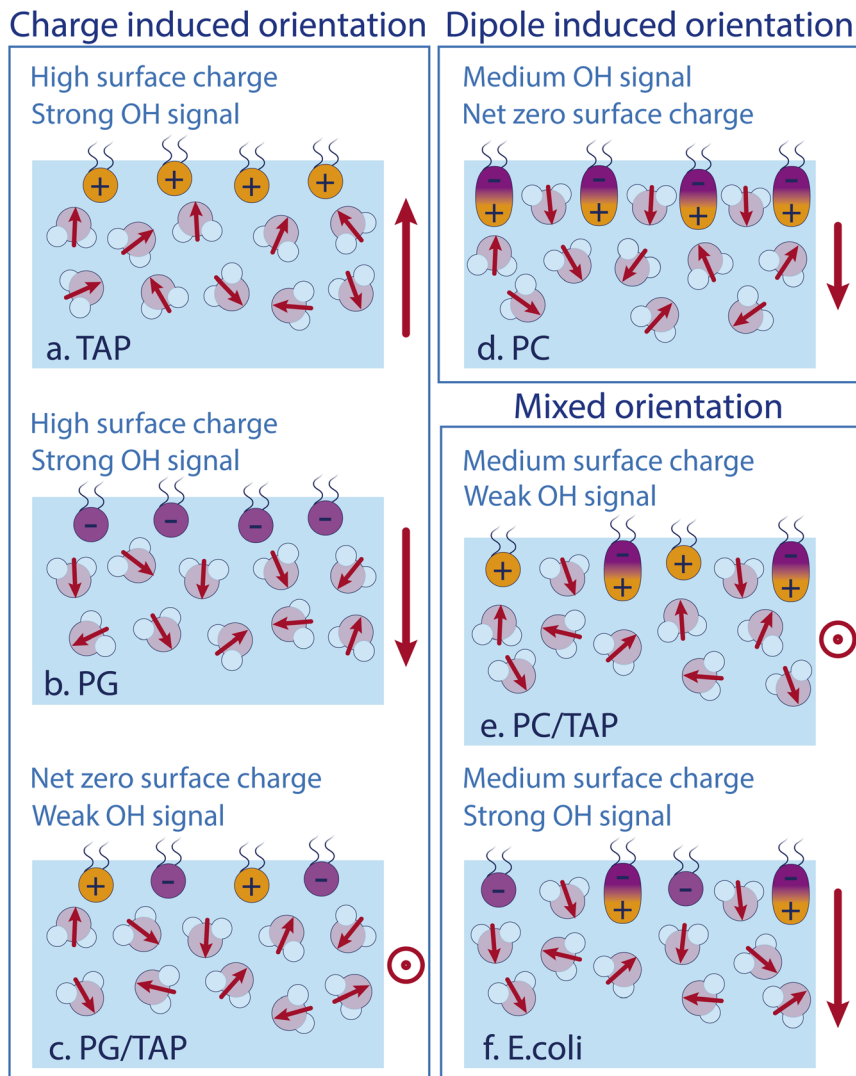 Charge induced orientation
High surface charge
Strong OH signal
+ + + +
a. TAP
High surface charge
Strong OH signal
- - - -
b. PG
Net zero surface charge
Weak OH signal
+ - + -
c. PG/TAP
Dipole induced orientation
Medium OH signal
Net zero surface charge
- - - -
+ + + +
d. PC
Mixed orientation
Medium surface charge
Weak OH signal
+ - + -
+ +
e. PC/TAP
Medium surface charge
Strong OH signal
- - - -
+ +
f. E.coli